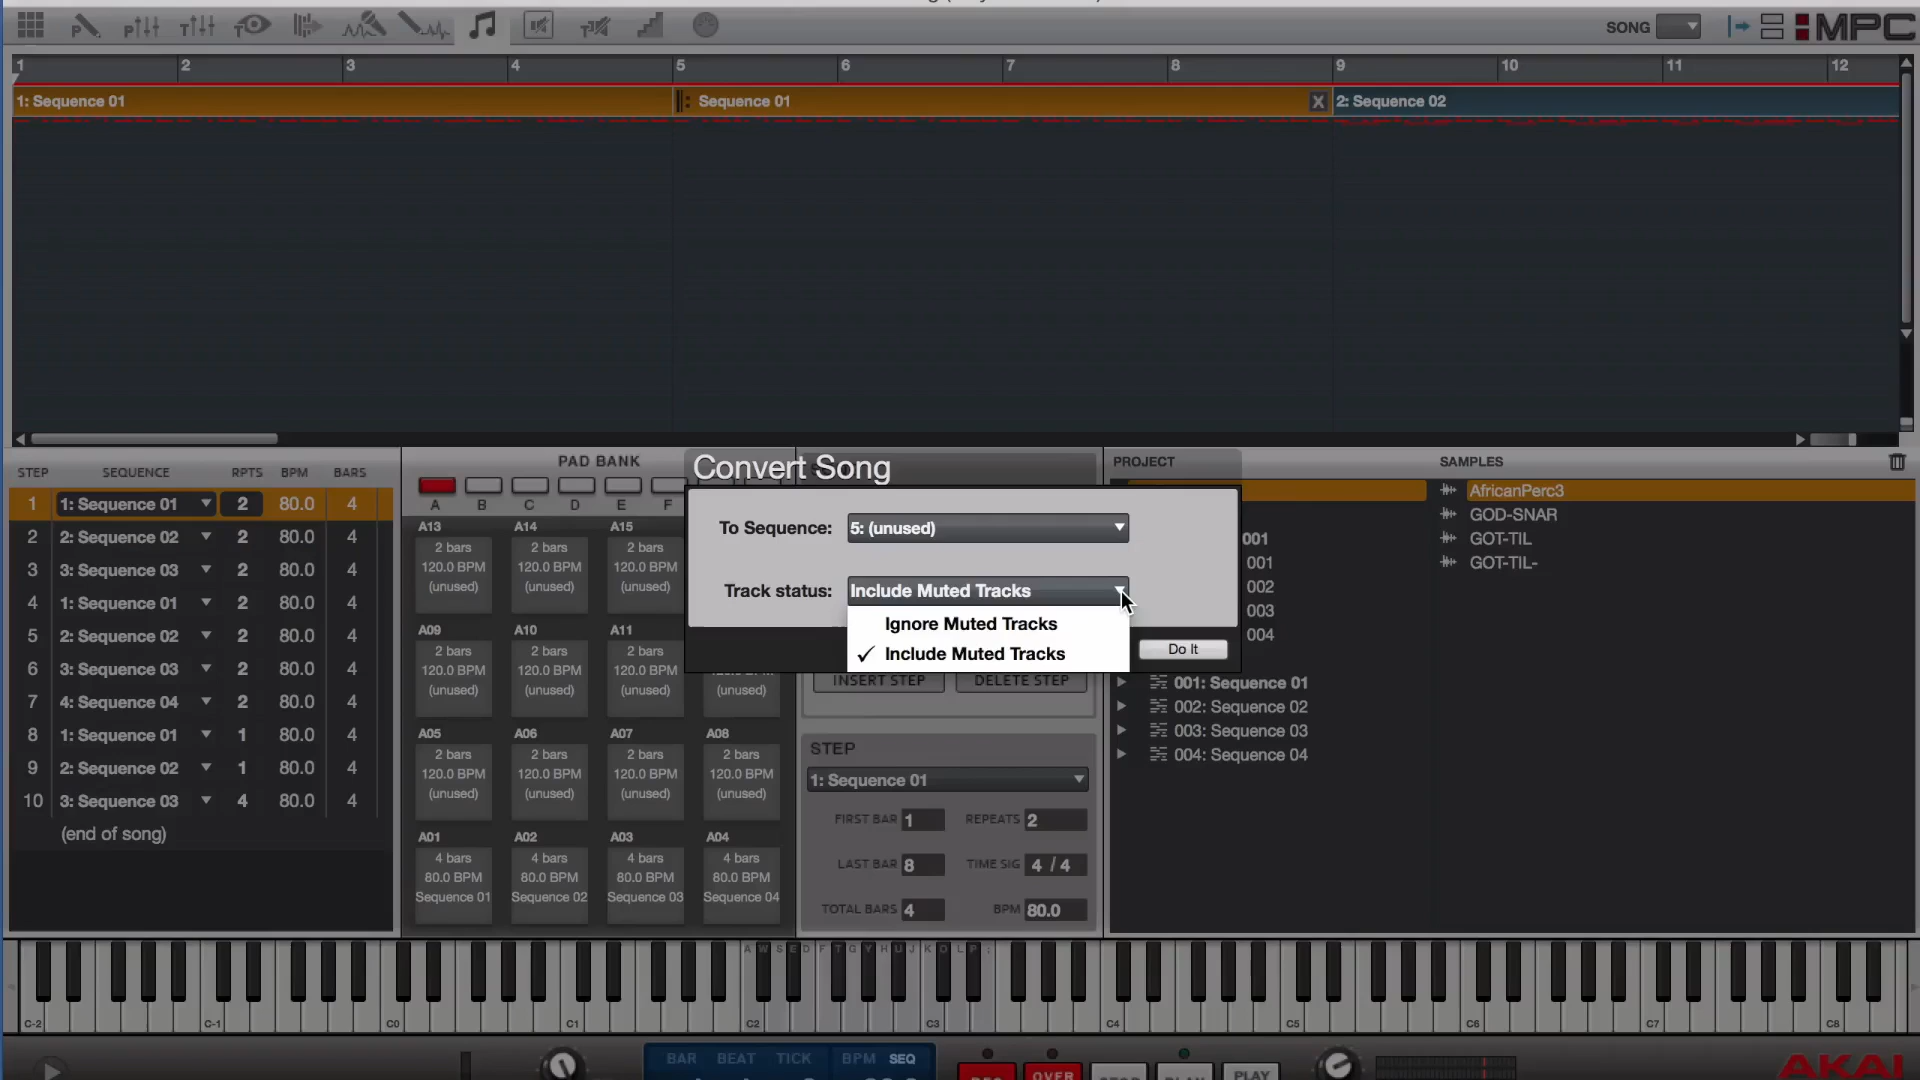 SONG
MPC
1 2 3 4 5 6 7 8 9 10 11 12
1: Sequence 01
Sequence 01
X
2: Sequence 02
STEP SEQUENCE RPTS BPM BARS
1 1: Sequence 01 2 80.0 4
2 2: Sequence 02 2 80.0 4
3 3: Sequence 03 2 80.0 4
4 1: Sequence 01 2 80.0 4
5 2: Sequence 02 2 80.0 4
6 3: Sequence 03 2 80.0 4
7 4: Sequence 04 2 80.0 4
8 1: Sequence 01 1 80.0 4
9 2: Sequence 02 1 80.0 4
10 3: Sequence 03 4 80.0 4
(end of song)
PAD BANK
A B C D E F
A13 A14 A15
2 bars 2 bars 2 bars
120.0 BPM 120.0 BPM 120.0 BPM
(unused) (unused) (unused)
A09 A10 A11
2 bars 2 bars 2 bars
120.0 BPM 120.0 BPM 120.0 BPM
(unused) (unused) (unused) (unused)
A05 A06 A07 A08
2 bars 2 bars 2 bars 2 bars
120.0 BPM 120.0 BPM 120.0 BPM 120.0 BPM
(unused) (unused) (unused) (unused)
A01 A02 A03 A04
4 bars 4 bars 4 bars 4 bars
80.0 BPM 80.0 BPM 80.0 BPM 80.0 BPM
Sequence 01 Sequence 02 Sequence 03 Sequence 04
Convert Song
To Sequence: 5: (unused)
Track status: Include Muted Tracks
Ignore Muted Tracks
✓ Include Muted Tracks
Do It
INSERT STEP DELETE STEP
STEP
1: Sequence 01
FIRST BAR 1 REPEATS 2
LAST BAR 8 TIME SIG 4 / 4
TOTAL BARS 4 BPM 80.0
PROJECT
001
001
002
003
004
001: Sequence 01
002: Sequence 02
003: Sequence 03
004: Sequence 04
SAMPLES
AfricanPerc3
GOD-SNAR
GOT-TIL
GOT-TIL-
A W S E D F T G Y H U J K O L P ;
C-2 C-1 C0 C1 C2 C3 C4 C5 C6 C7 C8
BAR BEAT TICK BPM SEQ
REC OVER STOP PLAY PLAY
AKAI